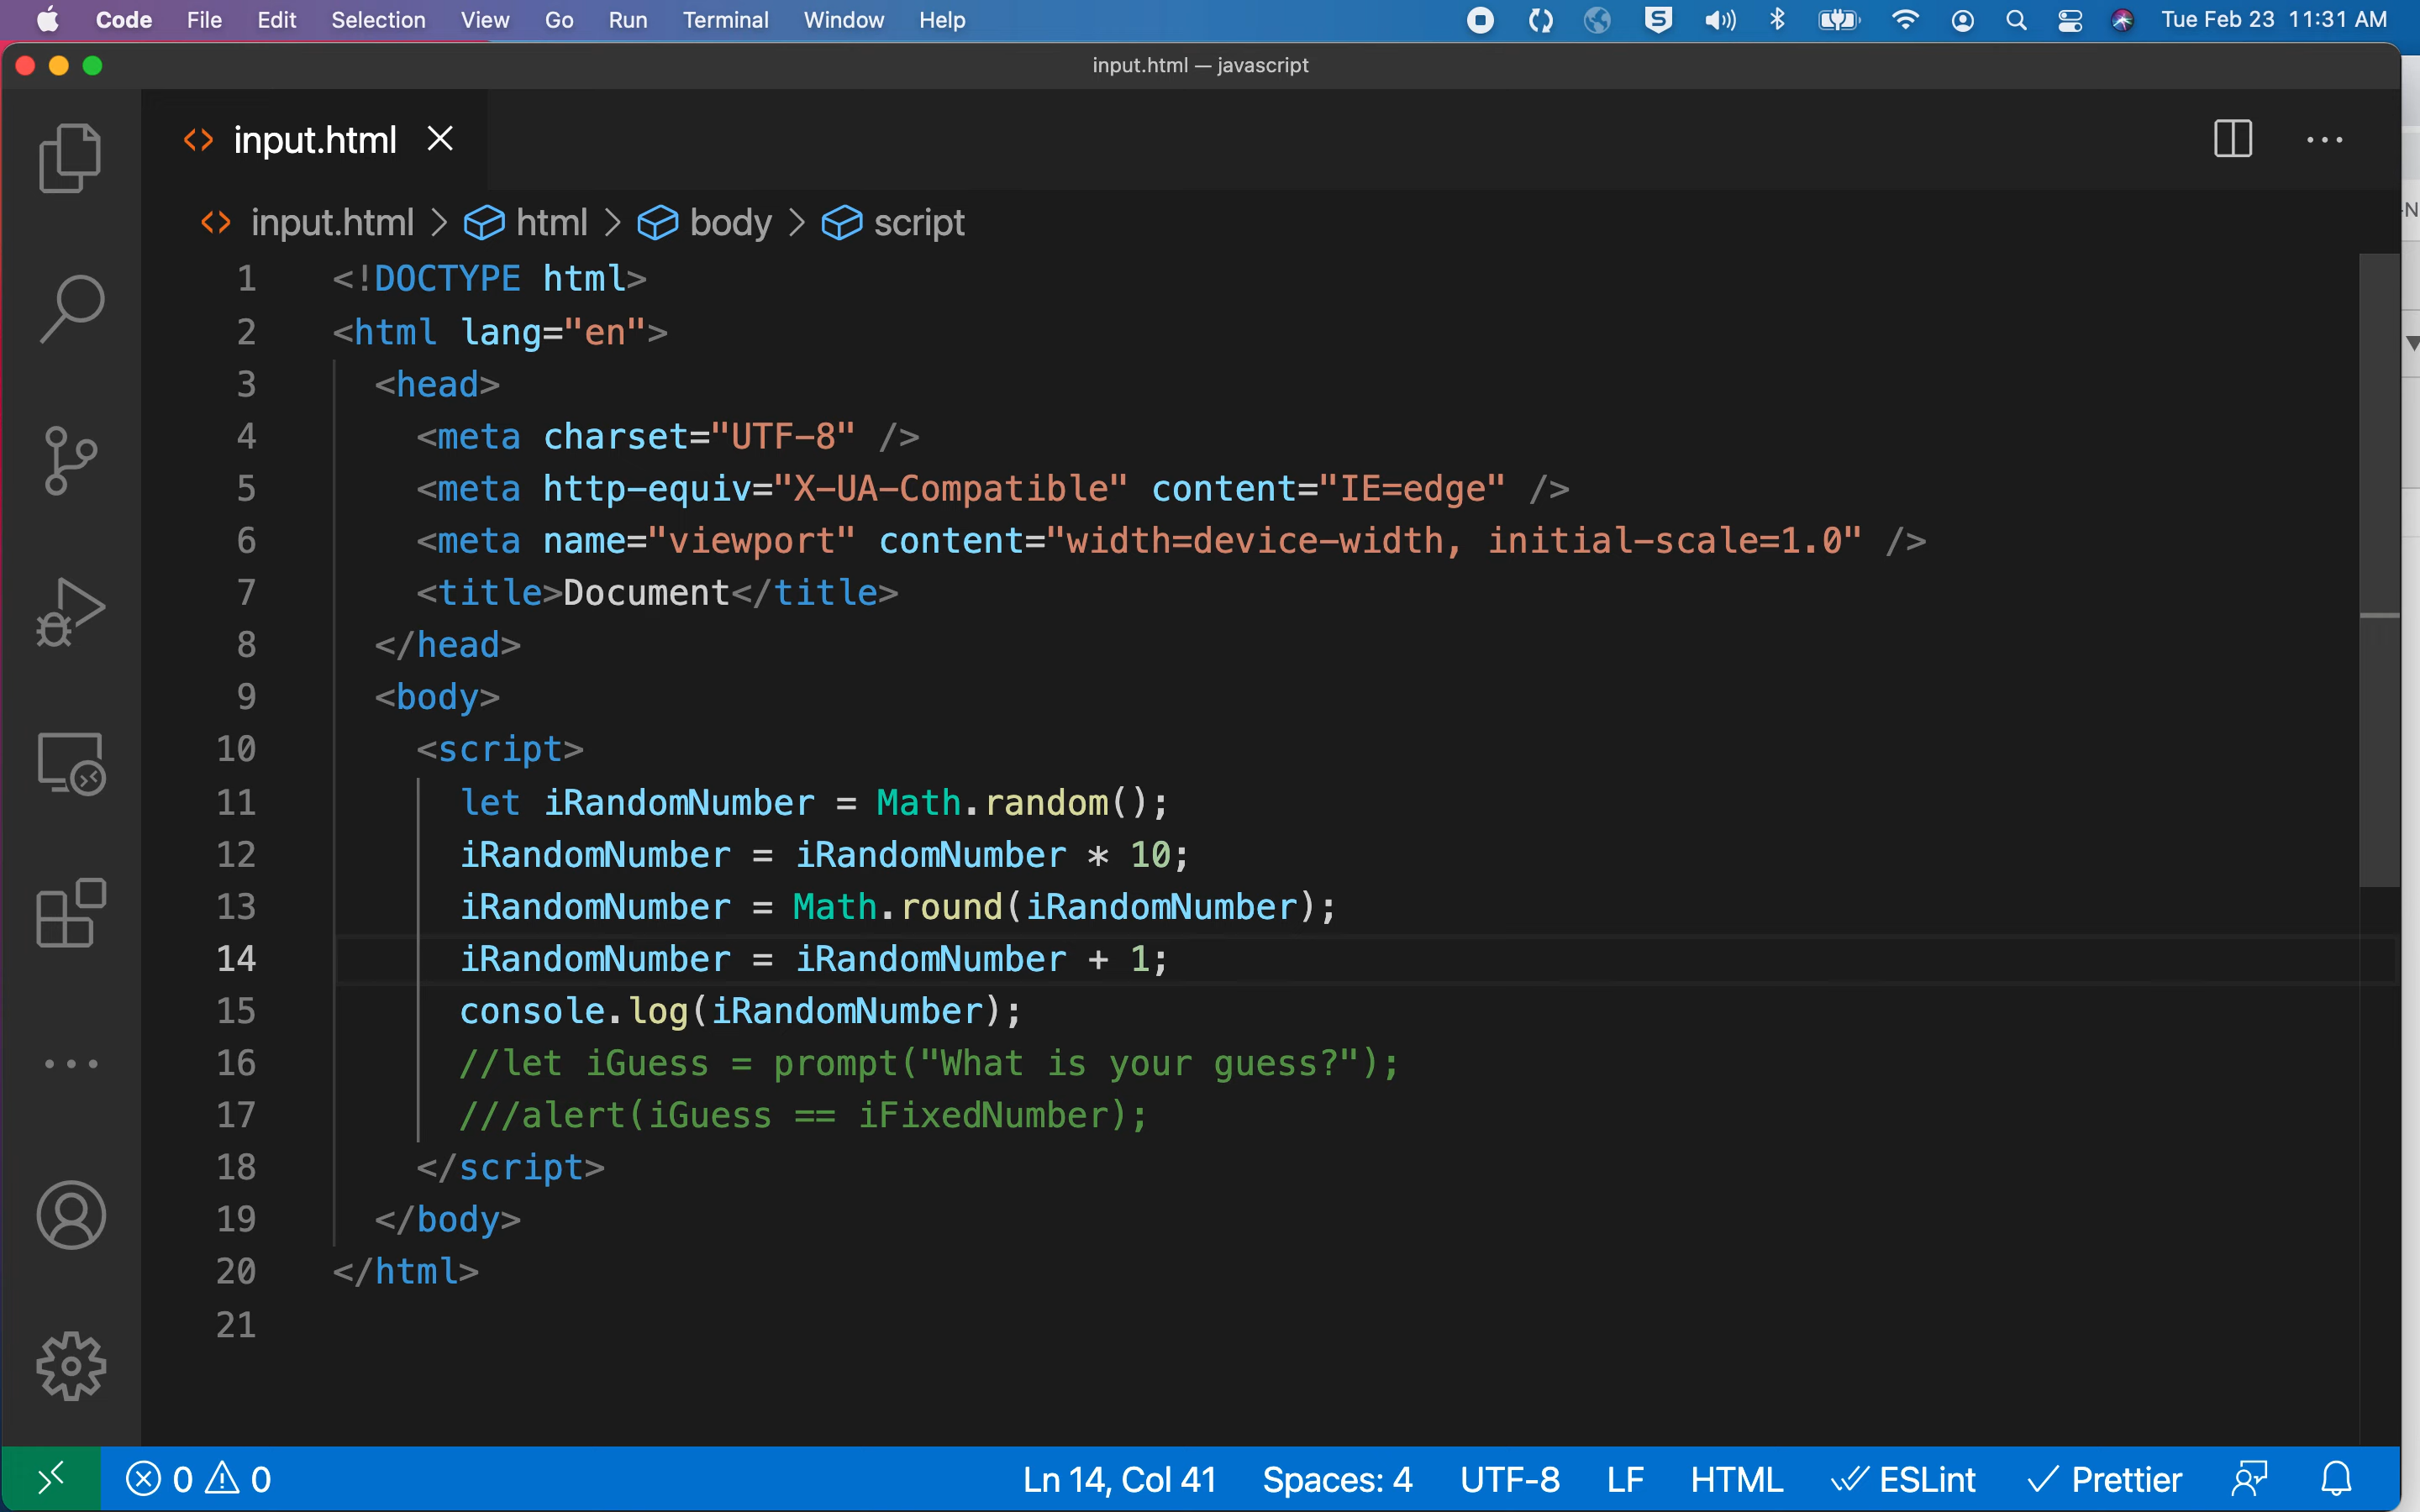 Code File Edit Selection View Go Run Terminal Window Help Tue Feb 23 11:31 AM
input.html — javascript
input.html
input.html > html > body > script
1 <!DOCTYPE html>
2 <html lang="en">
3 <head>
4 <meta charset="UTF-8" />
5 <meta http-equiv="X-UA-Compatible" content="IE=edge" />
6 <meta name="viewport" content="width=device-width, initial-scale=1.0" />
7 <title>Document</title>
8 </head>
9 <body>
10 <script>
11 let iRandomNumber = Math.random();
12 iRandomNumber = iRandomNumber * 10;
13 iRandomNumber = Math.round(iRandomNumber);
14 iRandomNumber = iRandomNumber + 1;
15 console.log(iRandomNumber);
16 //let iGuess = prompt("What is your guess?");
17 ///alert(iGuess == iFixedNumber);
18 </script>
19 </body>
20 </html>
21
0 0 Ln 14, Col 41 Spaces: 4 UTF-8 LF HTML ESLint Prettier